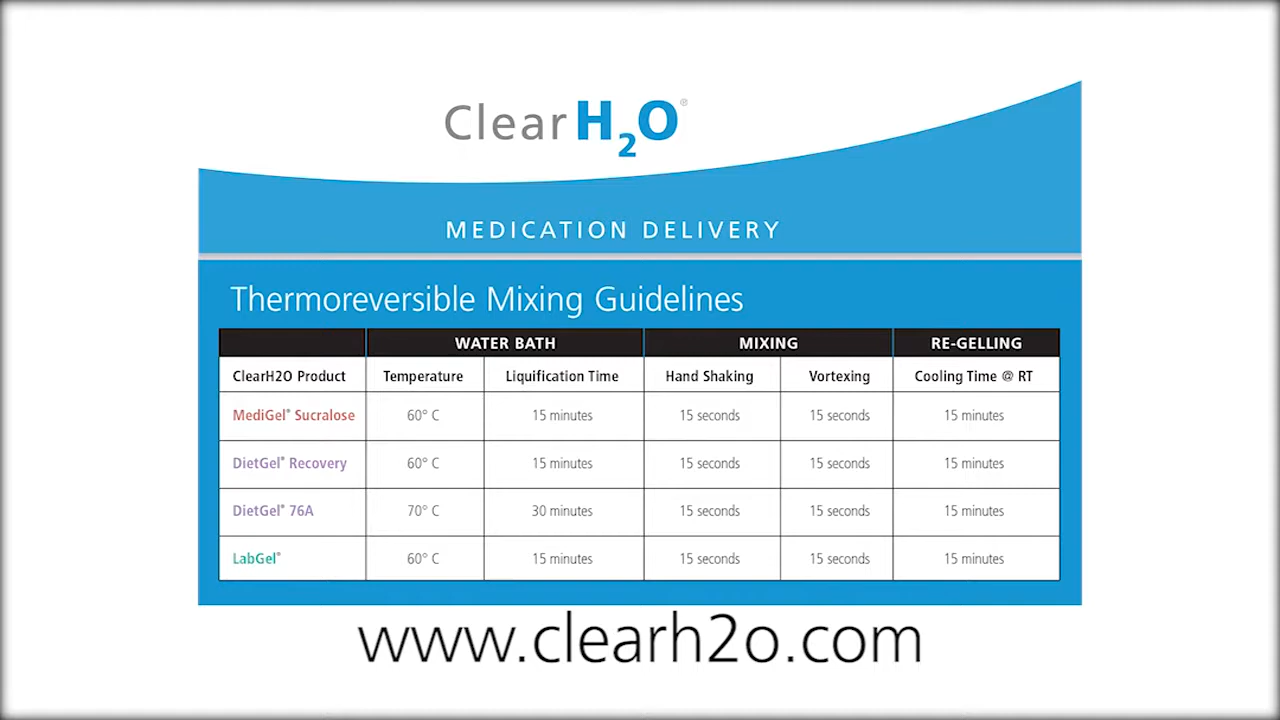 ClearH2O®
MEDICATION DELIVERY
Thermoreversible Mixing Guidelines
WATER BATH MIXING RE-GELLING
ClearH2O Product Temperature Liquification Time Hand Shaking Vortexing Cooling Time @ RT
MediGel® Sucralose 60° C 15 minutes 15 seconds 15 seconds 15 minutes
DietGel® Recovery 60° C 15 minutes 15 seconds 15 seconds 15 minutes
DietGel® 76A 70° C 30 minutes 15 seconds 15 seconds 15 minutes
LabGel® 60° C 15 minutes 15 seconds 15 seconds 15 minutes
www.clearh2o.com